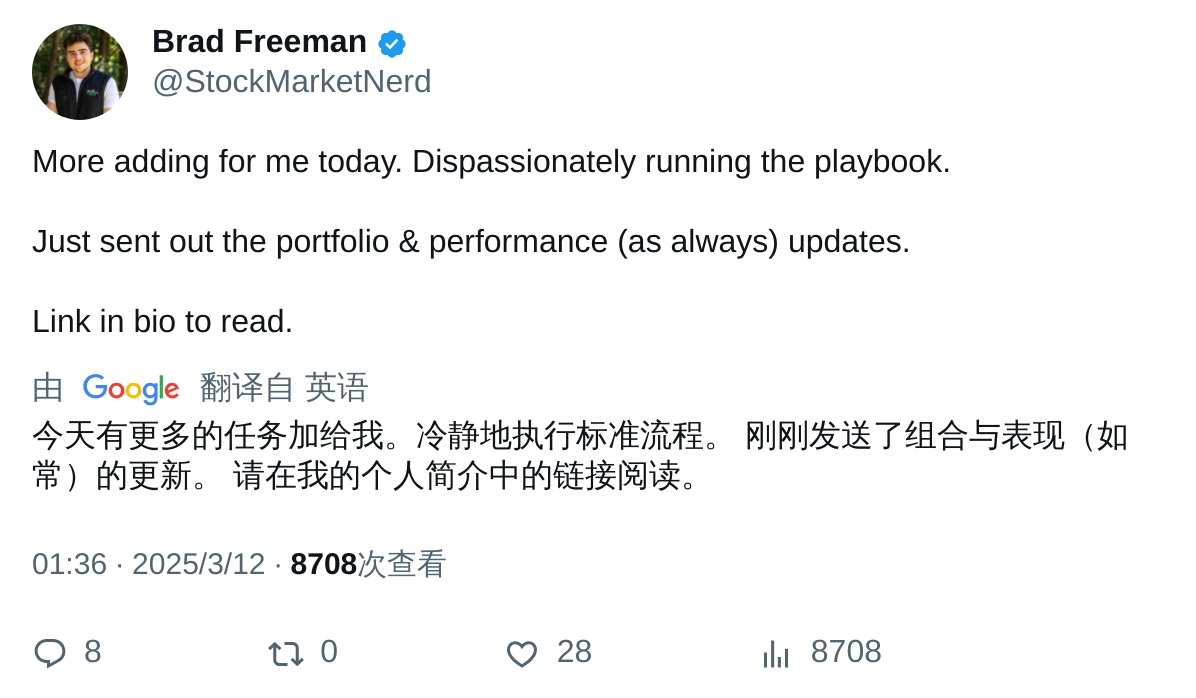 Brad Freeman
@StockMarketNerd
More adding for me today. Dispassionately running the playbook.
Just sent out the portfolio & performance (as always) updates.
Link in bio to read.
由 Google 翻译自 英语
今天有更多的任务加给我。冷静地执行标准流程。 刚刚发送了组合与表现（如
常）的更新。 请在我的个人简介中的链接阅读。
01:36 · 2025/3/12 · 8708次查看
8 0 28 8708